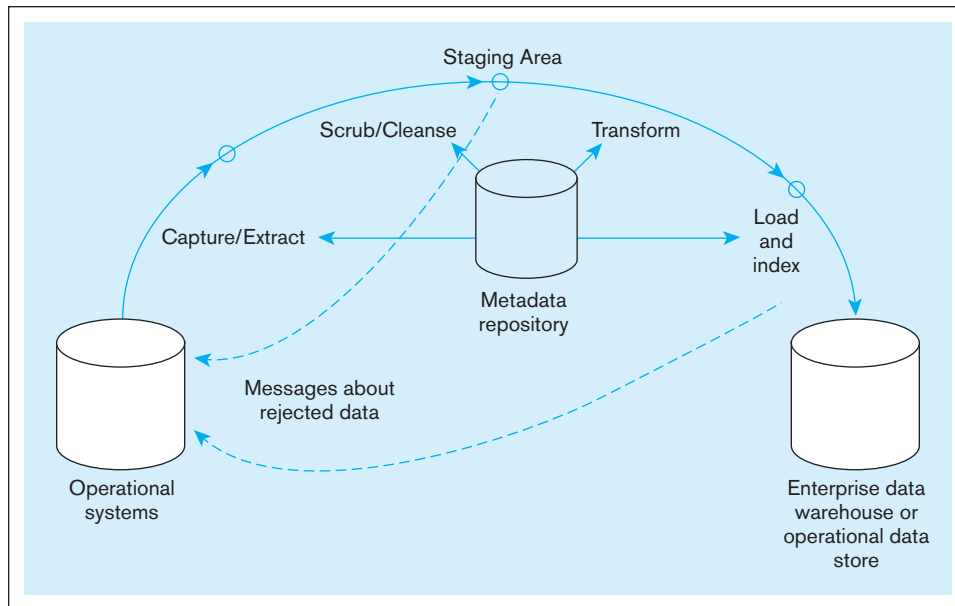 Staging Area
Scrub/Cleanse
Transform
Capture/Extract
Load
and
index
Metadata
repository
Messages about
rejected data
Operational
systems
Enterprise data
warehouse or
operational data
store